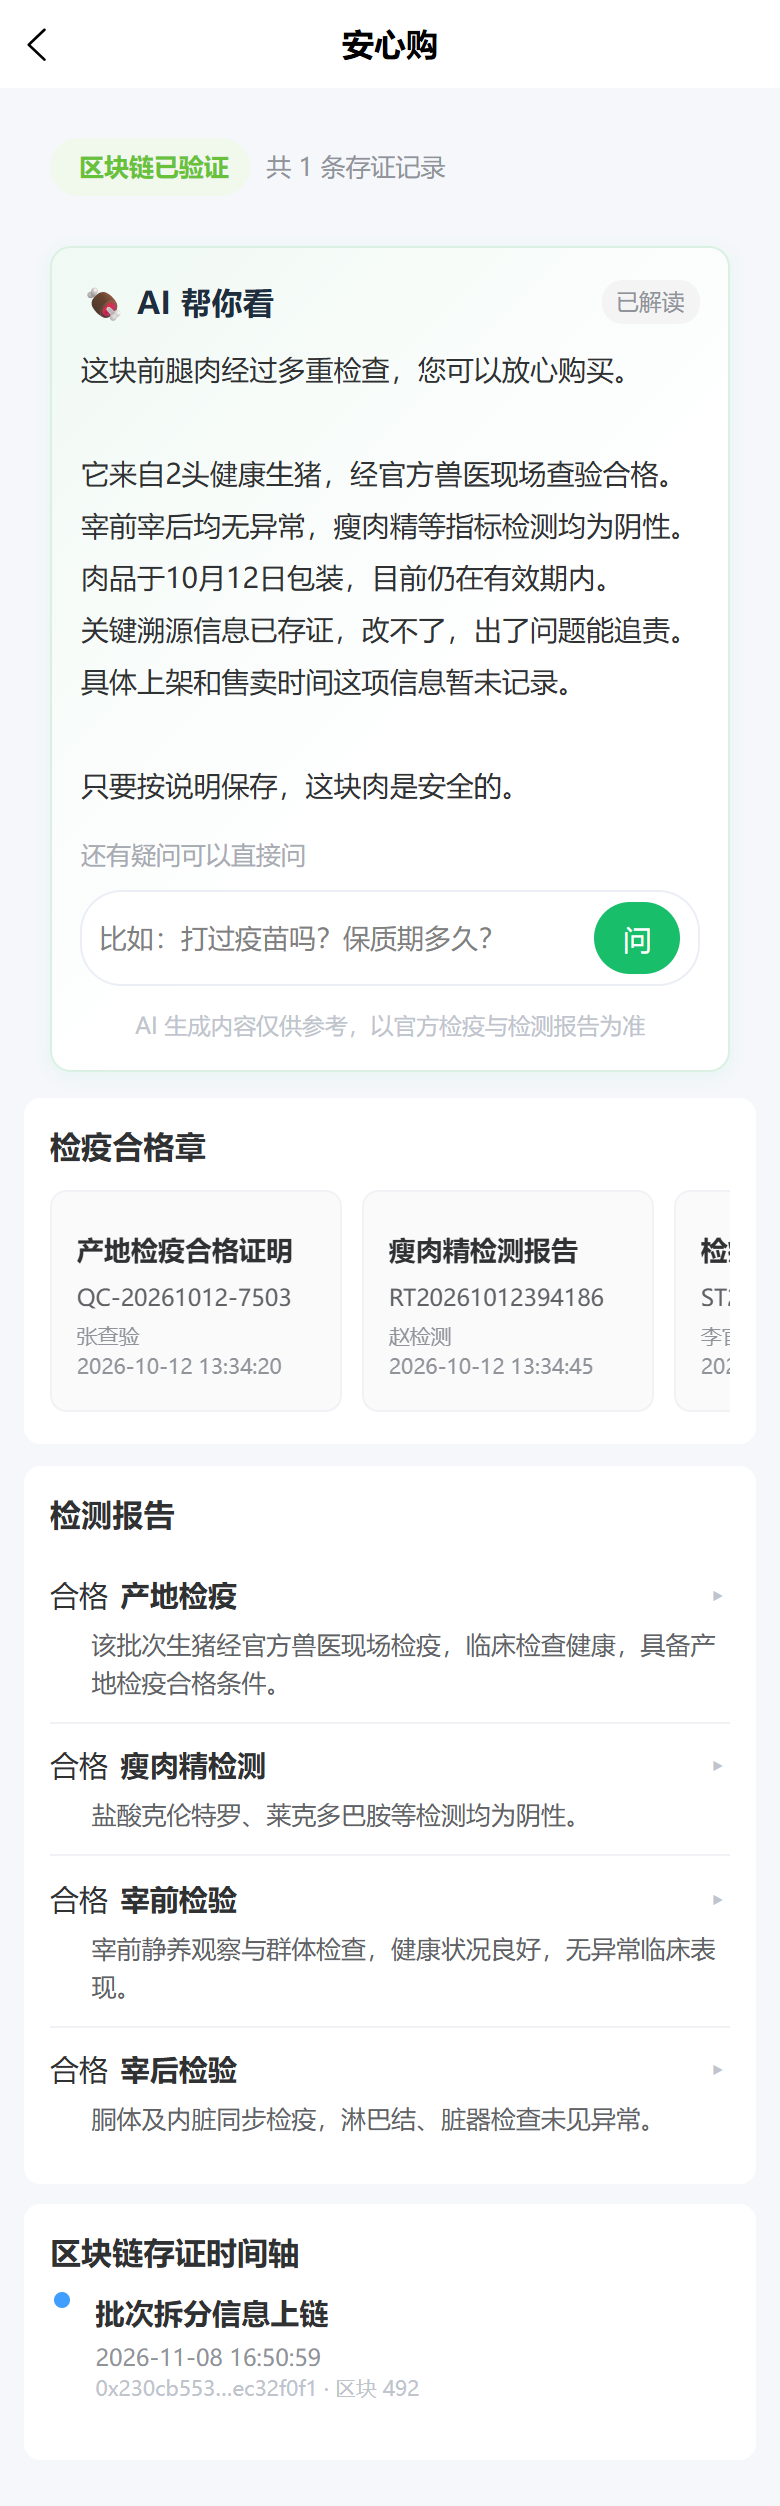 安心购
区块链已验证 共 1 条存证记录
AI 帮你看 已解读
这块前腿肉经过多重检查，您可以放心购买。
它来自2头健康生猪，经官方兽医现场查验合格。
宰前宰后均无异常，瘦肉精等指标检测均为阴性。
肉品于10月12日包装，目前仍在有效期内。
关键溯源信息已存证，改不了，出了问题能追责。
具体上架和售卖时间这项信息暂未记录。
只要按说明保存，这块肉是安全的。
还有疑问可以直接问
比如：打过疫苗吗？保质期多久？ 问
AI 生成内容仅供参考，以官方检疫与检测报告为准
检疫合格章
产地检疫合格证明
QC-20261012-7503
张查验
2026-10-12 13:34:20
瘦肉精检测报告
RT20261012394186
赵检测
2026-10-12 13:34:45
检
ST
李
202
检测报告
合格 产地检疫
该批次生猪经官方兽医现场检疫，临床检查健康，具备产
地检疫合格条件。
合格 瘦肉精检测
盐酸克伦特罗、莱克多巴胺等检测均为阴性。
合格 宰前检验
宰前静养观察与群体检查，健康状况良好，无异常临床表
现。
合格 宰后检验
胴体及内脏同步检疫，淋巴结、脏器检查未见异常。
区块链存证时间轴
批次拆分信息上链
2026-11-08 16:50:59
0x230cb553...ec32f0f1 · 区块 492